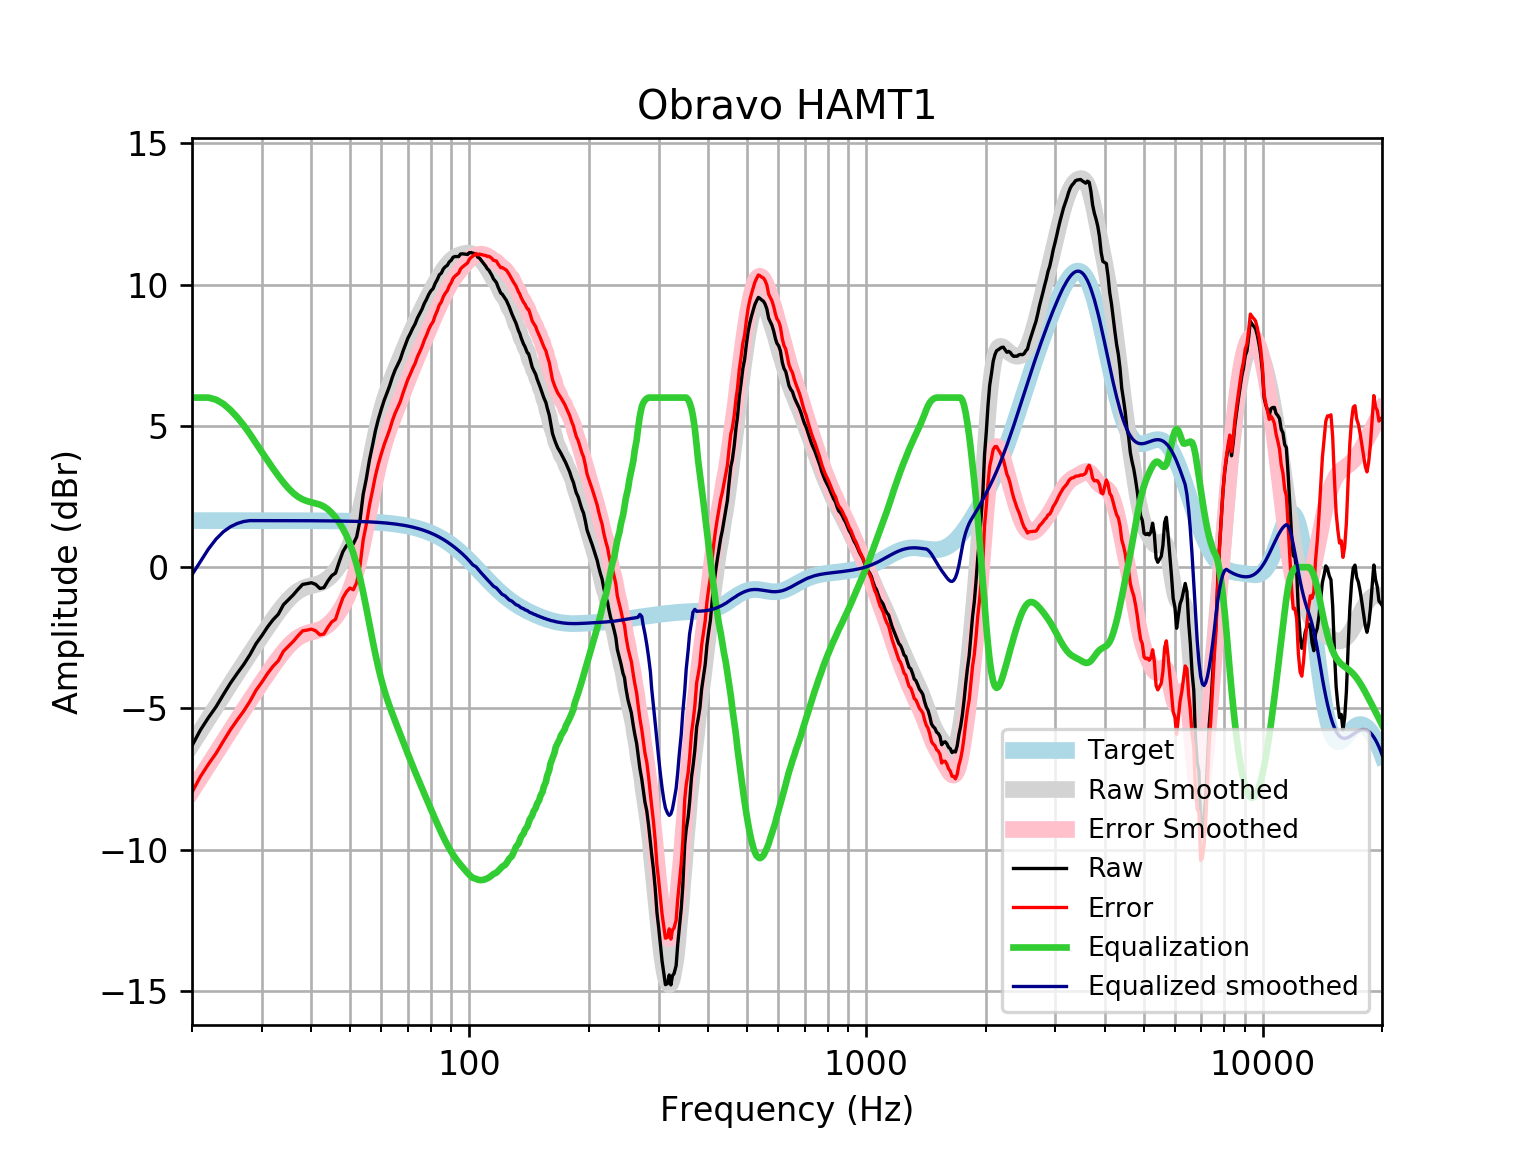 Obravo HAMT1
15
10
5
0
−5
−10
−15
Amplitude (dBr)
Target
Raw Smoothed
Error Smoothed
Raw
Error
Equalization
Equalized smoothed
100
1000
10000
Frequency (Hz)